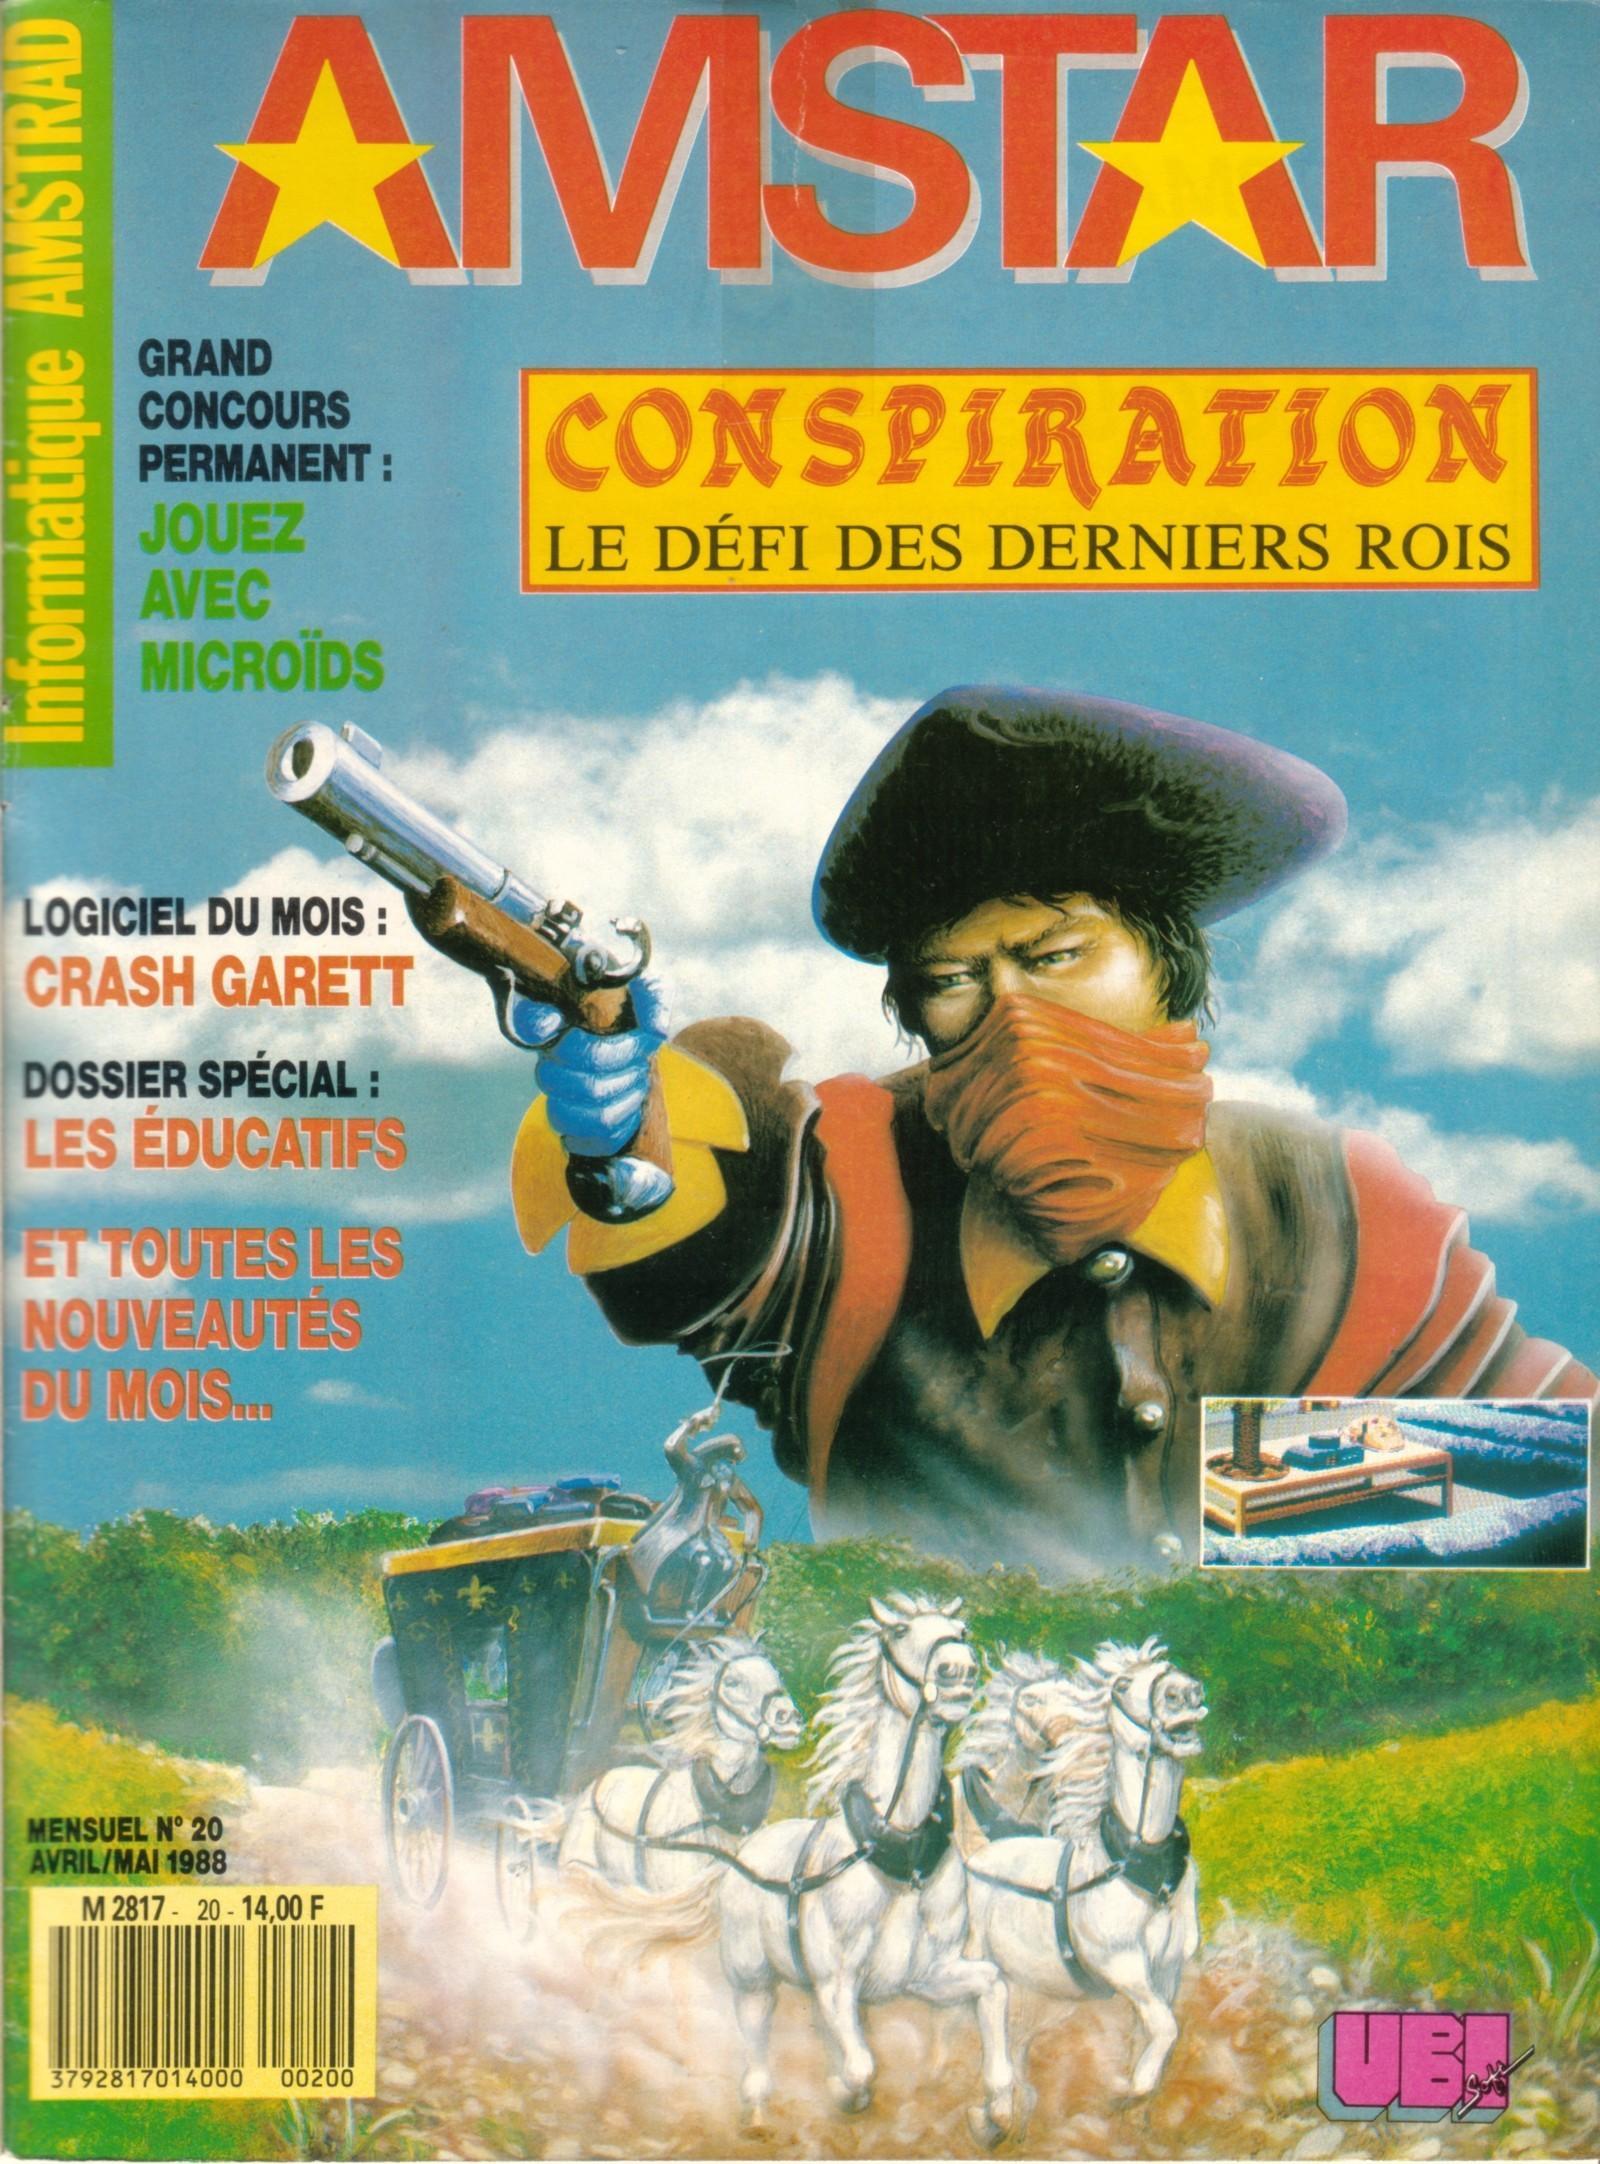 Informatique AMSTRAD
AMSTAR
GRAND
CONCOURS
PERMANENT :
JOUEZ
AVEC
MICROÏDS
CONSPIRATION
LE DÉFI DES DERNIERS ROIS
LOGICIEL DU MOIS :
CRASH GARETT
DOSSIER SPÉCIAL :
LES ÉDUCATIFS
ET TOUTES LES
NOUVEAUTÉS
DU MOIS...
MENSUEL N° 20
AVRIL/MAI 1988
M 2817 - 20 - 14,00 F
3792817014000 00200
UBI
Soft